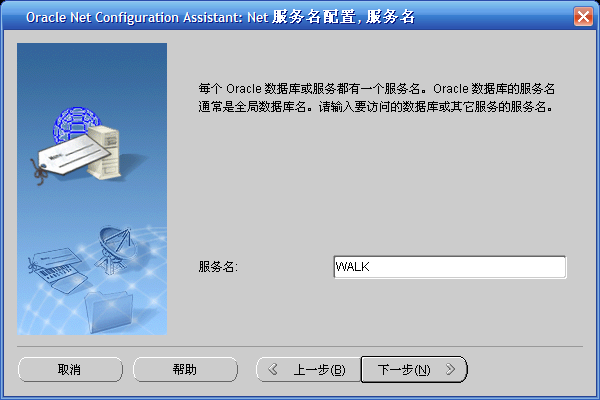 Oracle Net Configuration Assistant: Net 服务名配置, 服务名
每个 Oracle 数据库或服务都有一个服务名。Oracle 数据库的服务名
通常是全局数据库名。请输入要访问的数据库或其它服务的服务名。
服务名: WALK
取消 帮助 上一步(B) 下一步(N)